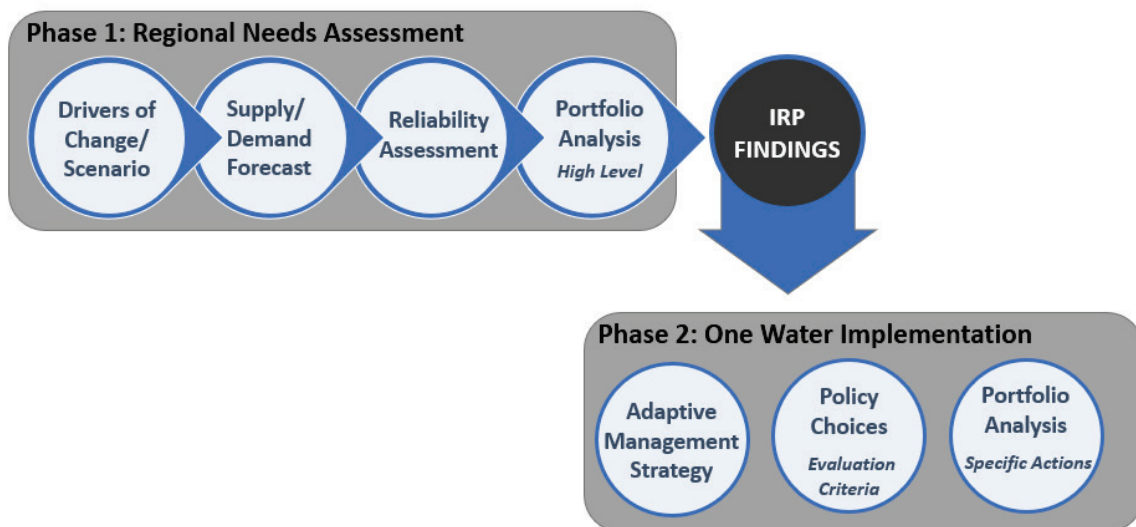 Phase 1: Regional Needs Assessment
Drivers of
Change/
Scenario
Supply/
Demand
Forecast
Reliability
Assessment
Portfolio
Analysis
High Level
IRP
FINDINGS
Phase 2: One Water Implementation
Adaptive
Management
Strategy
Policy
Choices
Evaluation
Criteria
Portfolio
Analysis
Specific Actions